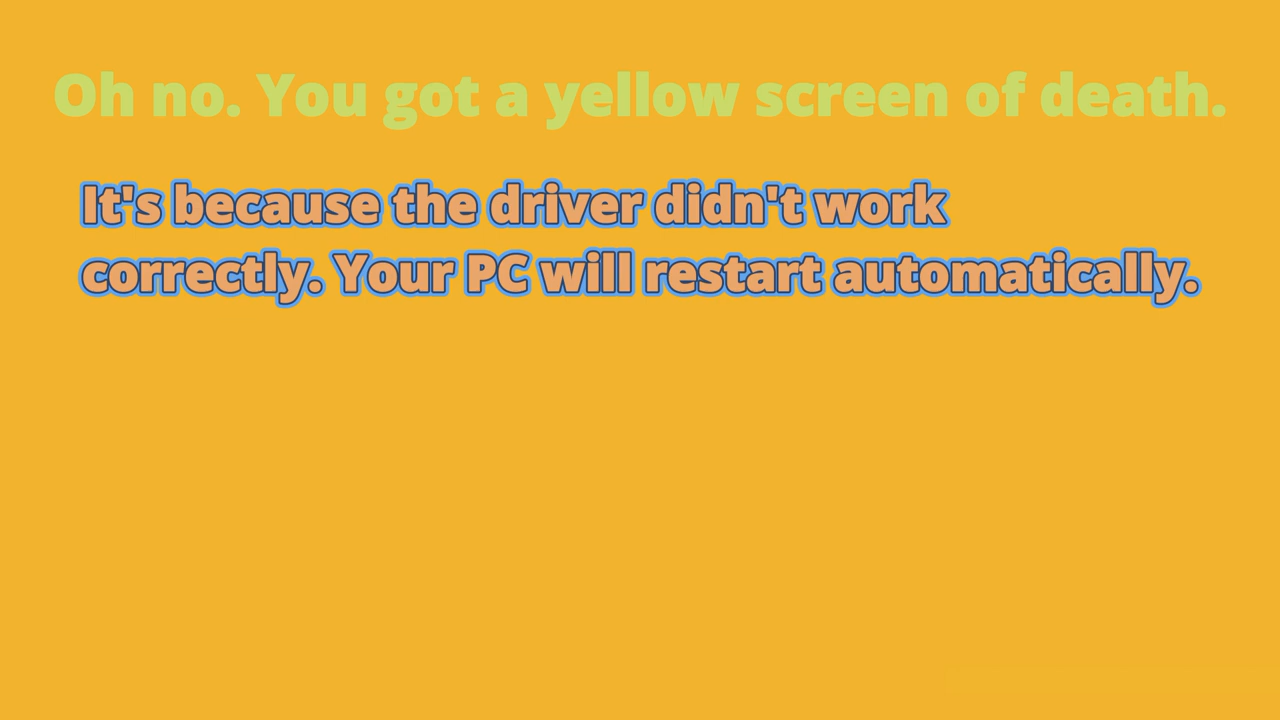 Oh no. You got a yellow screen of death.
It's because the driver didn't work
correctly. Your PC will restart automatically.